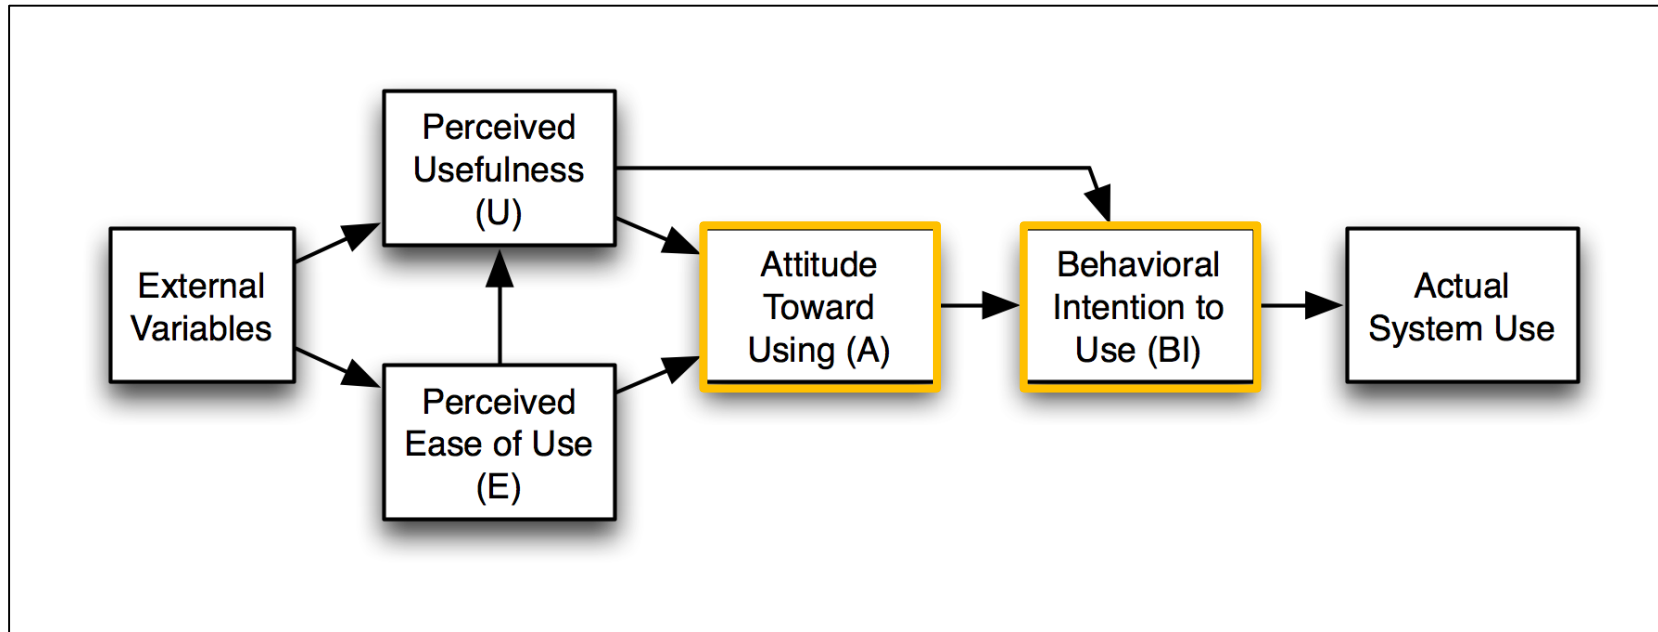 Perceived
Usefulness
(U)
External
Variables
Perceived
Ease of Use
(E)
Attitude
Toward
Using (A)
Behavioral
Intention to
Use (BI)
Actual
System Use